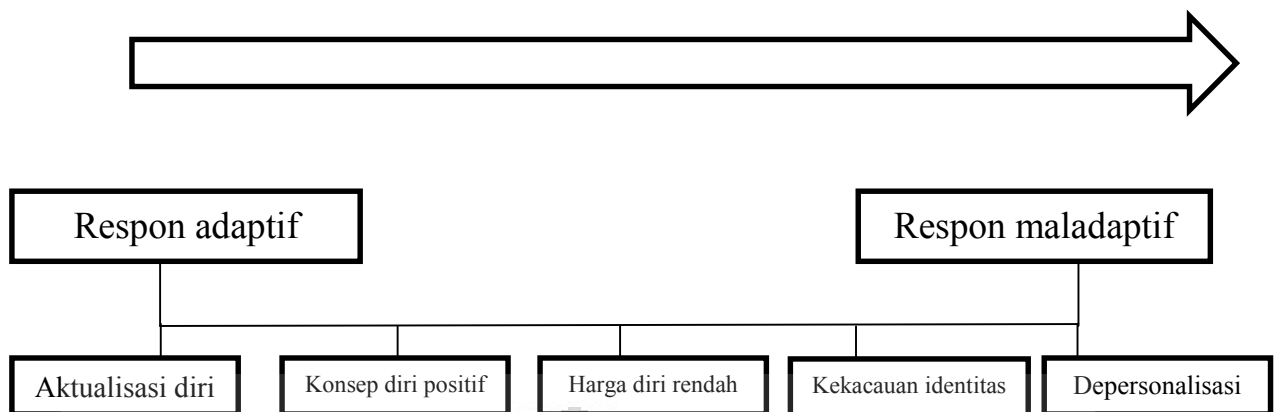 Respon adaptif
Respon maladaptif
Aktualisasi diri
Konsep diri positif
Harga diri rendah
Kekacauan identitas
Depersonalisasi